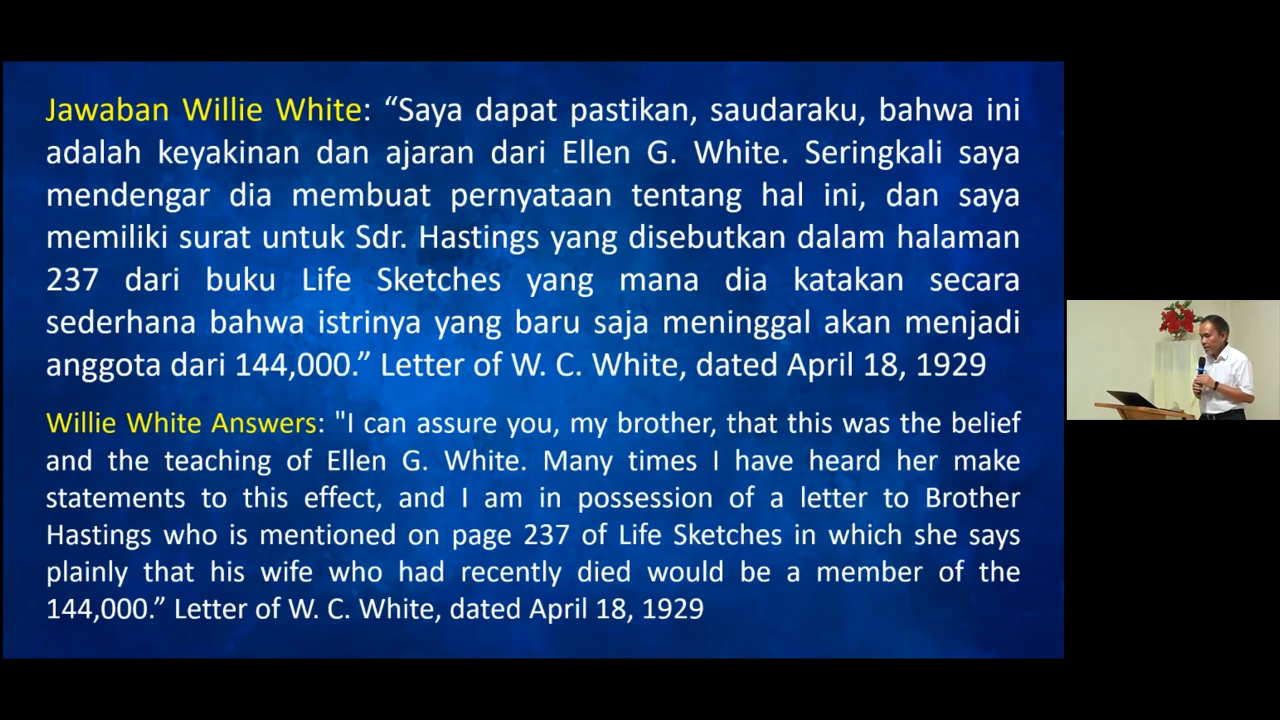 Jawaban Willie White: “Saya dapat pastikan, saudaraku, bahwa ini
adalah keyakinan dan ajaran dari Ellen G. White. Seringkali saya
mendengar dia membuat pernyataan tentang hal ini, dan saya
memiliki surat untuk Sdr. Hastings yang disebutkan dalam halaman
237 dari buku Life Sketches yang mana dia katakan secara
sederhana bahwa istrinya yang baru saja meninggal akan menjadi
anggota dari 144,000.” Letter of W. C. White, dated April 18, 1929
Willie White Answers: "I can assure you, my brother, that this was the belief
and the teaching of Ellen G. White. Many times I have heard her make
statements to this effect, and I am in possession of a letter to Brother
Hastings who is mentioned on page 237 of Life Sketches in which she says
plainly that his wife who had recently died would be a member of the
144,000.” Letter of W. C. White, dated April 18, 1929